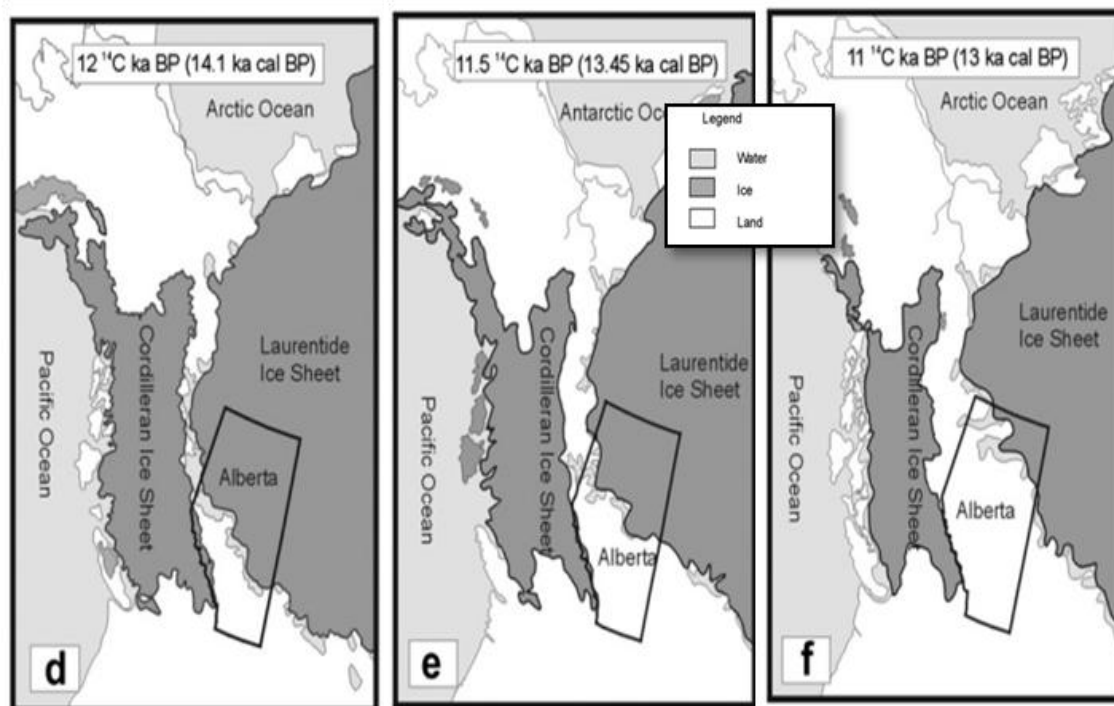 12 ¹⁴C ka BP (14.1 ka cal BP)
Arctic Ocean
Laurentide
Ice Sheet
Cordilleran Ice Sheet
Pacific Ocean
Alberta
d
11.5 ¹⁴C ka BP (13.45 ka cal BP)
Antarctic
Legend
Water
Ice
Land
Laurentide
Ice Sheet
Cordilleran Ice Sheet
Pacific Ocean
Alberta
e
11 ¹⁴C ka BP (13 ka cal BP)
Arctic Ocean
Laurentide
Ice Sheet
Cordilleran Ice Sheet
Pacific Ocean
Alberta
f